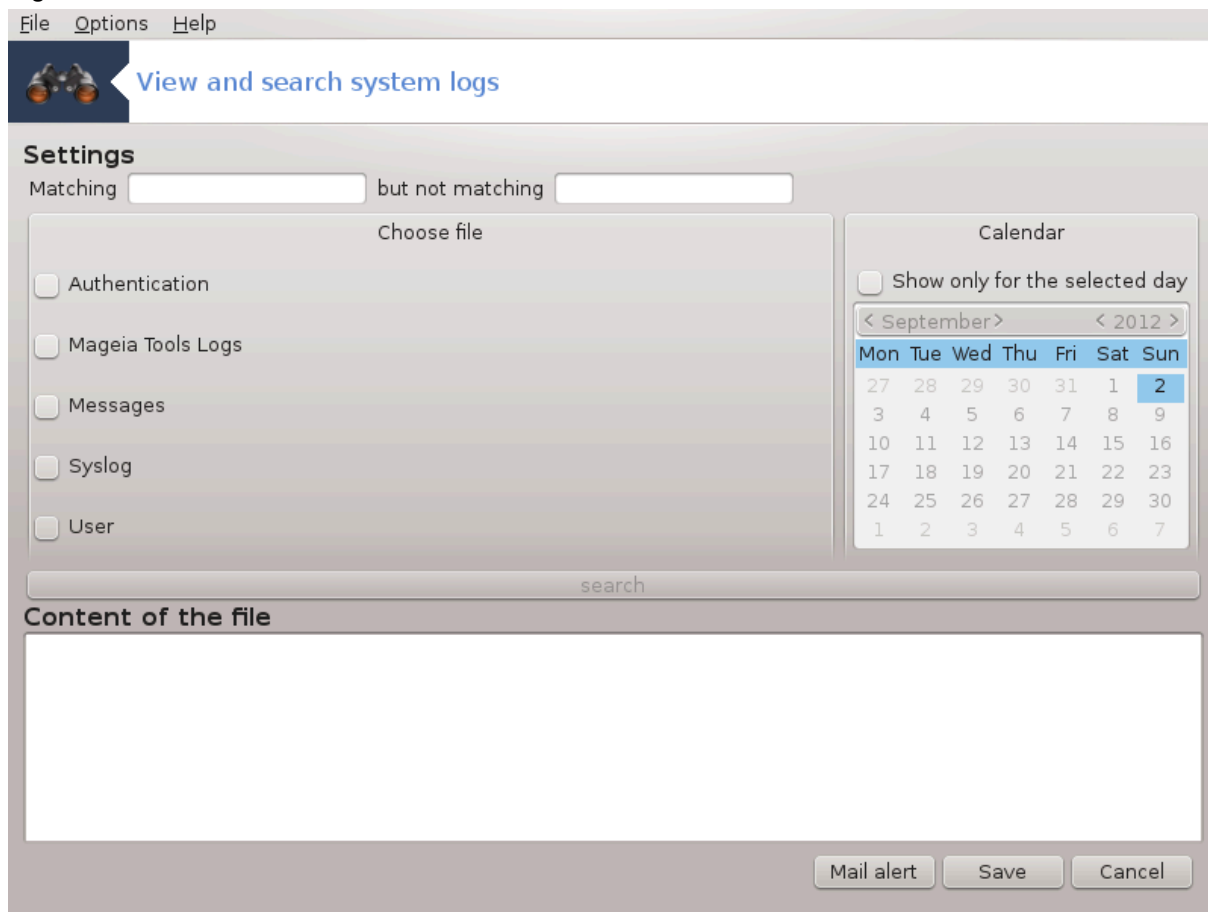 File Options Help
View and search system logs
Settings
Matching but not matching
Choose file
Authentication
Mageia Tools Logs
Messages
Syslog
User
Calendar
Show only for the selected day
< September > < 2012 >
Mon Tue Wed Thu Fri Sat Sun
27 28 29 30 31 1 2
3 4 5 6 7 8 9
10 11 12 13 14 15 16
17 18 19 20 21 22 23
24 25 26 27 28 29 30
1 2 3 4 5 6 7
search
Content of the file
Mail alert Save Cancel